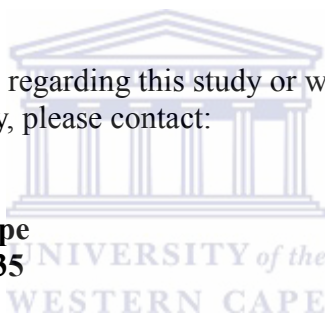 regarding this study or w
y, please contact:
pe
UNIVERSITY of the
35
WESTERN CAPE